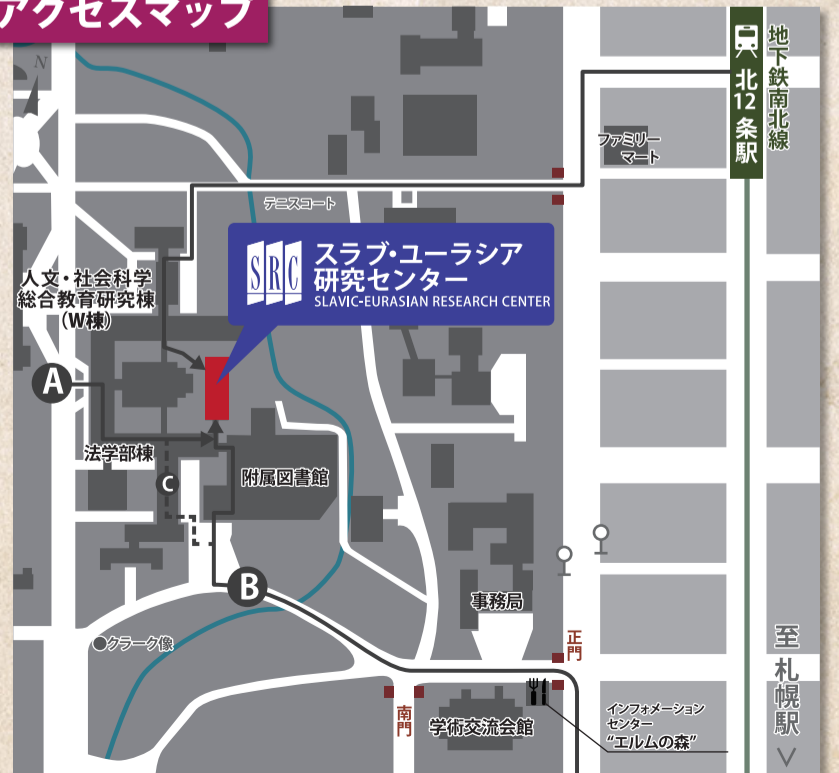 アクセスマップ
N
地下鉄南北線
北12条駅
ファミリー
マート
テニスコート
SRC
スラブ・ユーラシア
研究センター
SLAVIC-EURASIAN RESEARCH CENTER
人文・社会科学
総合教育研究棟
(W棟)
A
法学部棟
C
附属図書館
B
事務局
正門
クラーク像
南門
学術交流会館
インフォメーション
センター
“エルムの森”
至 札幌駅